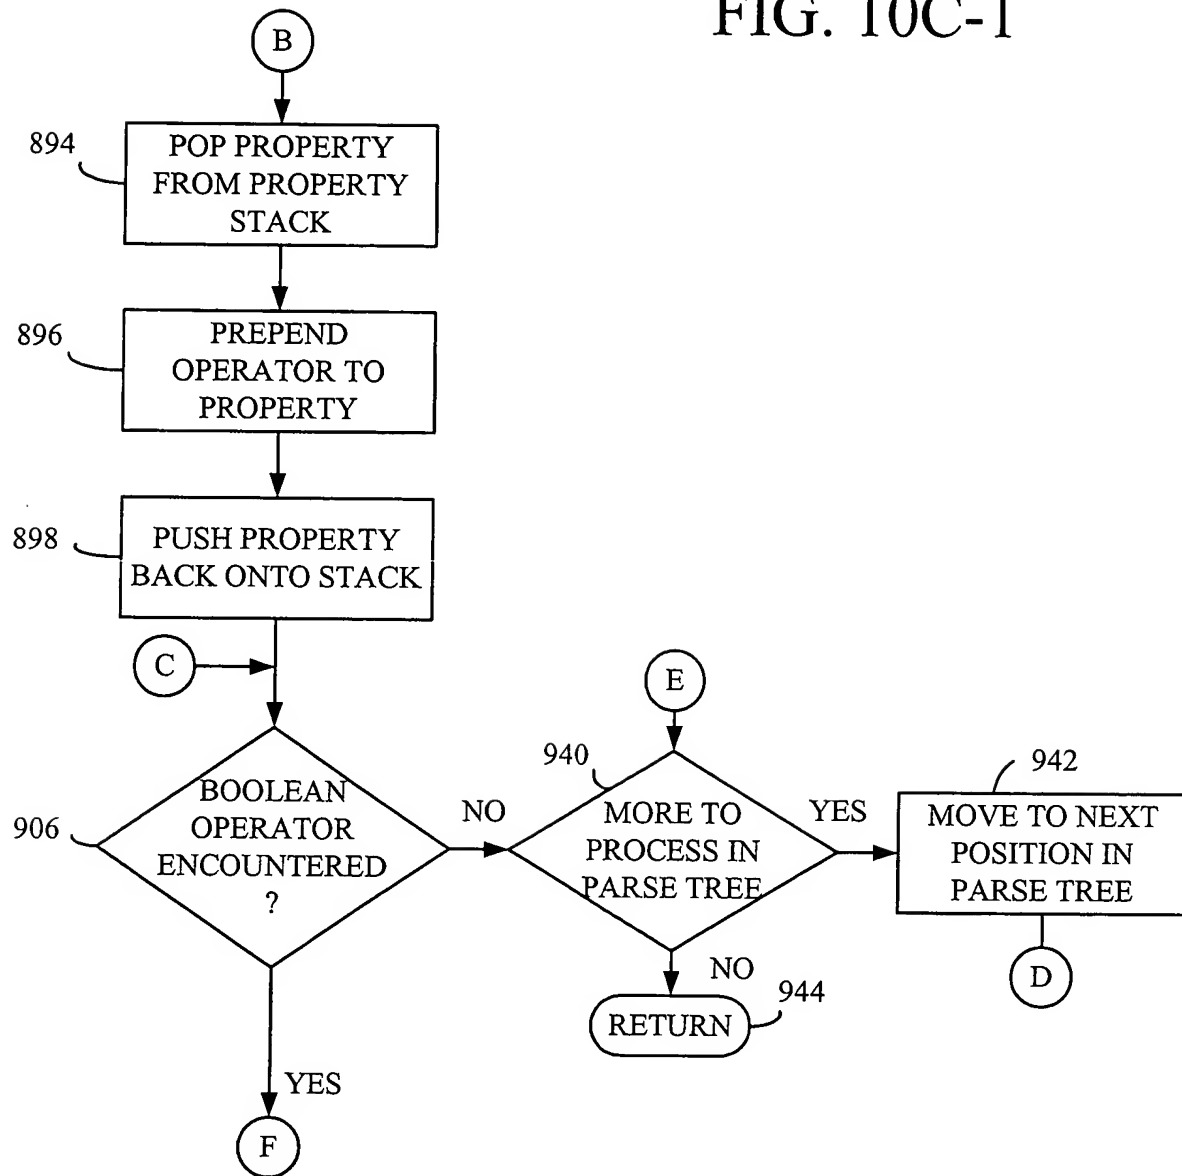 FIG. 10C-1
B
894
POP PROPERTY
FROM PROPERTY
STACK
896
PREPEND
OPERATOR TO
PROPERTY
898
PUSH PROPERTY
BACK ONTO STACK
C
E
906
BOOLEAN
OPERATOR
ENCOUNTERED
?
NO
940
MORE TO
PROCESS IN
PARSE TREE
YES
942
MOVE TO NEXT
POSITION IN
PARSE TREE
NO
D
RETURN
944
YES
F